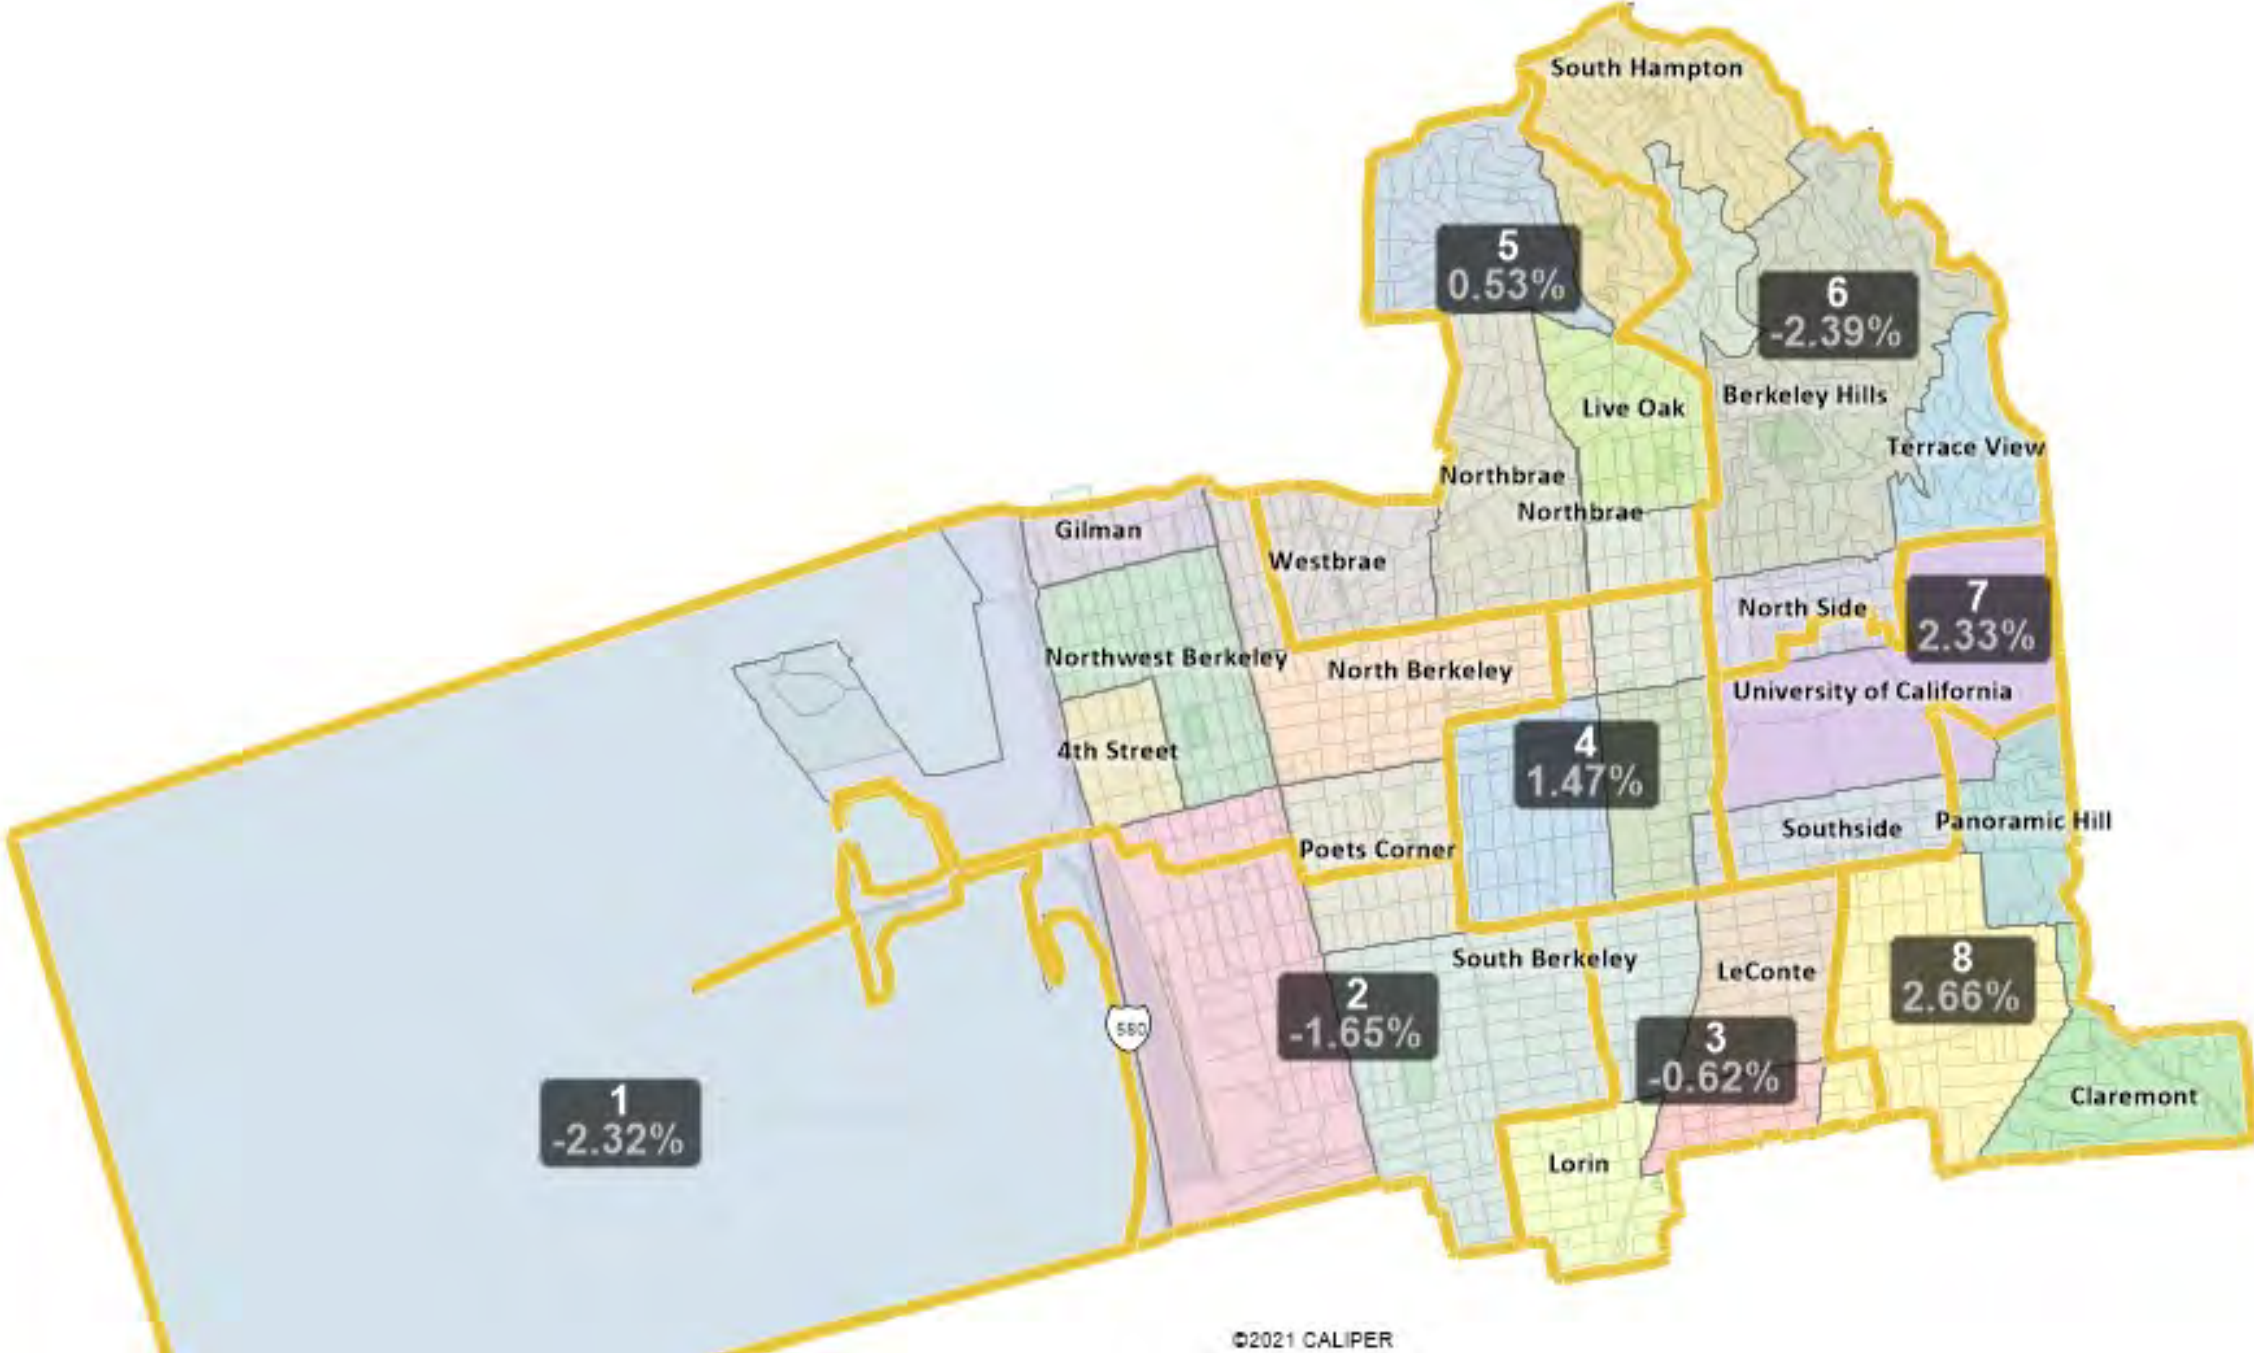 South Hampton
5
0.53%
6
-2.39%
Berkeley Hills
Live Oak
Terrace View
Northbrae
Northbrae
Gilman
Westbrae
North Side
7
2.33%
Northwest Berkeley
North Berkeley
University of California
4th Street
4
1.47%
Southside
Panoramic Hill
Poets Corner
South Berkeley
LeConte
8
2.66%
2
-1.65%
580
3
-0.62%
1
-2.32%
Claremont
Lorin
©2021 CALIPER